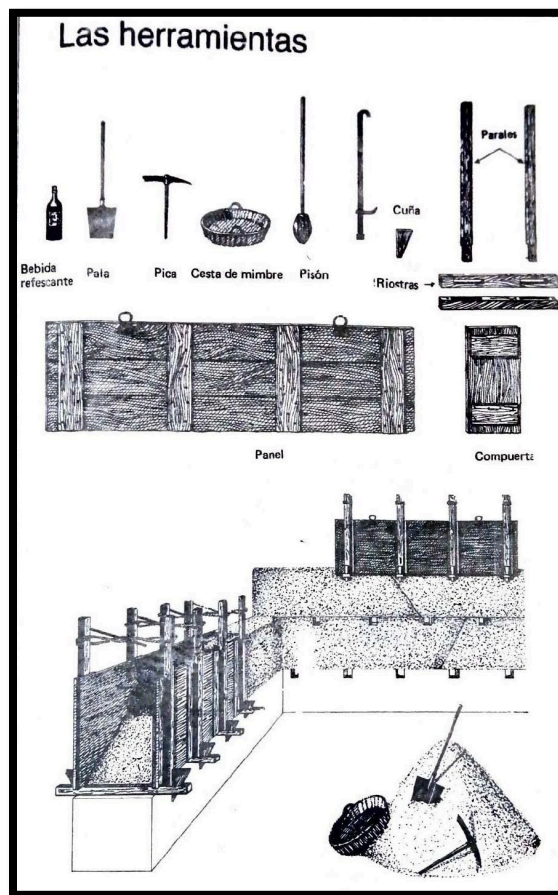 Las herramientas
Parales
Cuña
Bebida
refescante
Pala
Pica
Cesta de mimbre
Pisón
Riostras
Panel
Compuerta